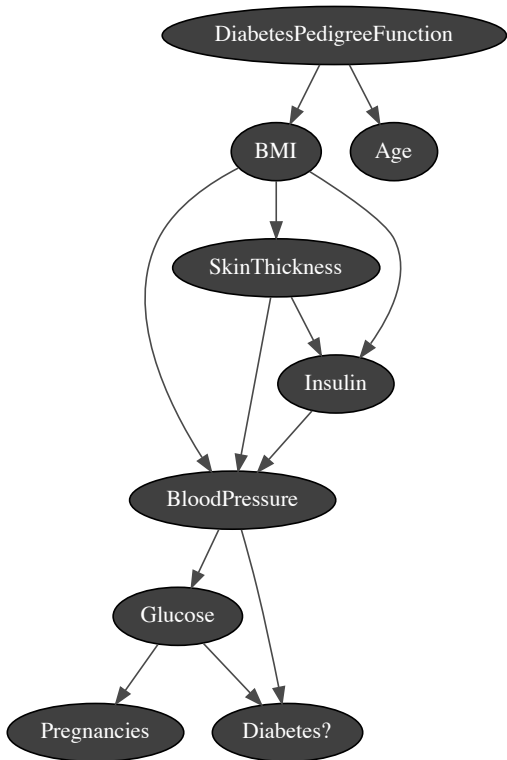 DiabetesPedigreeFunction
BMI
Age
SkinThickness
Insulin
BloodPressure
Glucose
Pregnancies
Diabetes?